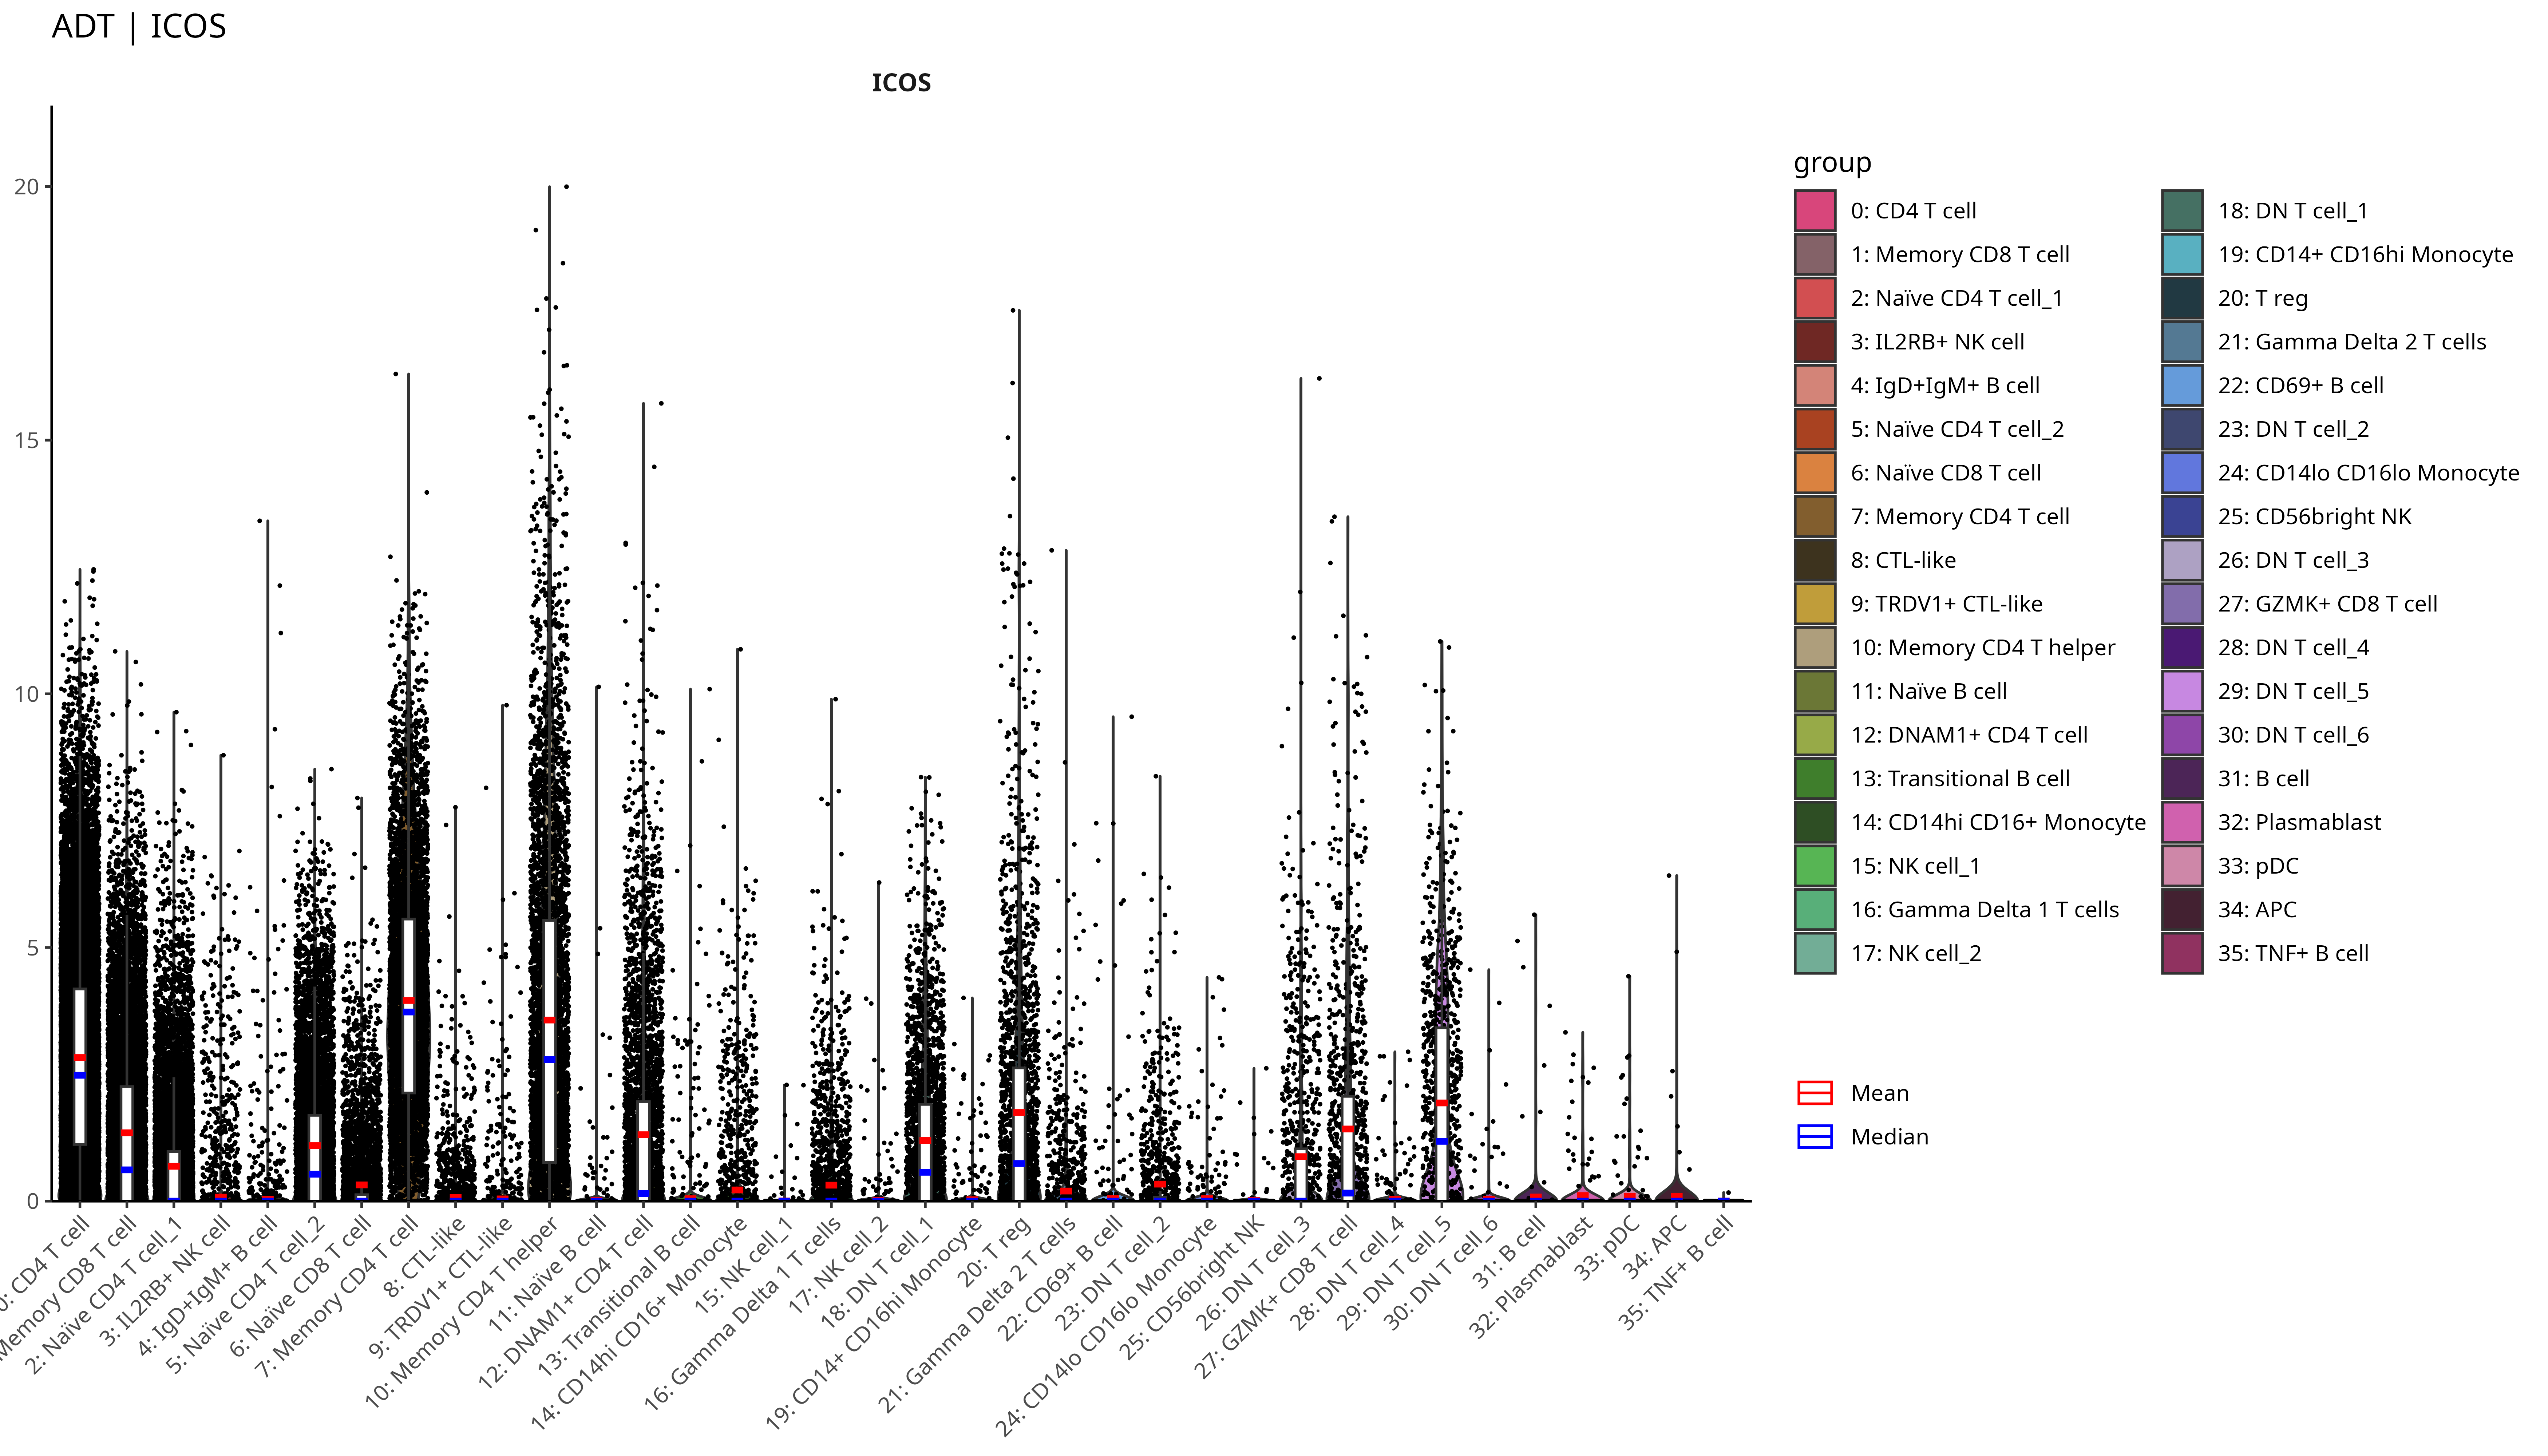 ADT | ICOS
ICOS
20
15
10
5
0
0: CD4 T cell
Memory CD8 T cell
2: Naïve CD4 T cell_1
3: IL2RB+ NK cell
4: IgD+IgM+ B cell
5: Naïve CD4 T cell_2
6: Naïve CD8 T cell
7: Memory CD4 T cell
8: CTL-like
9: TRDV1+ CTL-like
10: Memory CD4 T helper
11: Naïve B cell
12: DNAM1+ CD4 T cell
13: Transitional B cell
14: CD14hi CD16+ Monocyte
15: NK cell_1
16: Gamma Delta 1 T cells
17: NK cell_2
18: DN T cell_1
19: CD14+ CD16hi Monocyte
20: T reg
21: Gamma Delta 2 T cells
22: CD69+ B cell
23: DN T cell_2
24: CD14lo CD16lo Monocyte
25: CD56bright NK
26: DN T cell_3
27: GZMK+ CD8 T cell
28: DN T cell_4
29: DN T cell_5
30: DN T cell_6
31: B cell
32: Plasmablast
33: pDC
34: APC
35: TNF+ B cell
group
0: CD4 T cell
1: Memory CD8 T cell
2: Naïve CD4 T cell_1
3: IL2RB+ NK cell
4: IgD+IgM+ B cell
5: Naïve CD4 T cell_2
6: Naïve CD8 T cell
7: Memory CD4 T cell
8: CTL-like
9: TRDV1+ CTL-like
10: Memory CD4 T helper
11: Naïve B cell
12: DNAM1+ CD4 T cell
13: Transitional B cell
14: CD14hi CD16+ Monocyte
15: NK cell_1
16: Gamma Delta 1 T cells
17: NK cell_2
18: DN T cell_1
19: CD14+ CD16hi Monocyte
20: T reg
21: Gamma Delta 2 T cells
22: CD69+ B cell
23: DN T cell_2
24: CD14lo CD16lo Monocyte
25: CD56bright NK
26: DN T cell_3
27: GZMK+ CD8 T cell
28: DN T cell_4
29: DN T cell_5
30: DN T cell_6
31: B cell
32: Plasmablast
33: pDC
34: APC
35: TNF+ B cell
Mean
Median